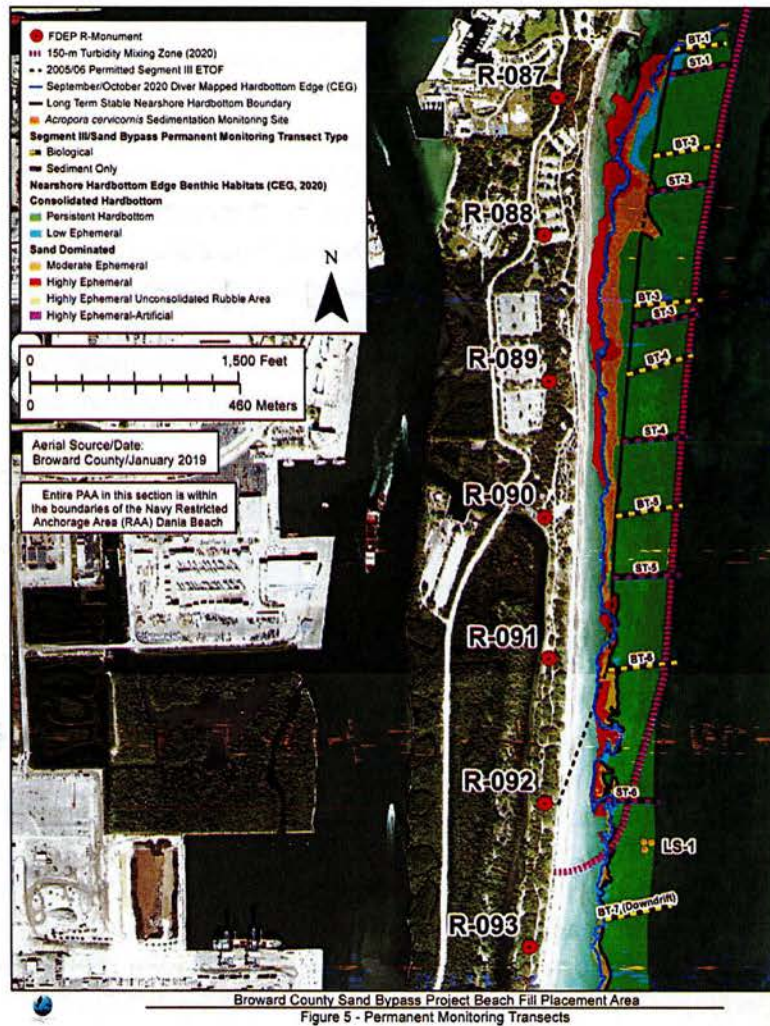 FDEP R-Monument
150-m Turbidity Mixing Zone (2020)
2005/06 Permitted Segment III ETOF
September/October 2020 Diver Mapped Hardbottom Edge (CEG)
Long Term Stable Nearshore Hardbottom Boundary
Acropora cervicornis Sedimentation Monitoring Site
Segment III/Sand Bypass Permanent Monitoring Transect Type
Biological
Sediment Only
Nearshore Hardbottom Edge Benthic Habitats (CEG, 2020)
Consolidated Hardbottom
Persistent Hardbottom
Low Ephemeral
Sand Dominated
Moderate Ephemeral
Highly Ephemeral
Highly Ephemeral Unconsolidated Rubble Area
Highly Ephemeral-Artificial
N
0 1,500 Feet
0 460 Meters
Aerial Source/Date:
Broward County/January 2019
Entire PAA in this section is within
the boundaries of the Navy Restricted
Anchorage Area (RAA) Dania Beach
BT-1
ST-1
R-087
BT-2
ST-2
R-088
BT-3
ST-3
BT-4
R-089
ST-4
R-090
BT-5
ST-5
R-091
BT-6
R-092
ST-6
LS-1
BT-7 (Downdrift)
R-093
Broward County Sand Bypass Project Beach Fill Placement Area
Figure 5 - Permanent Monitoring Transects